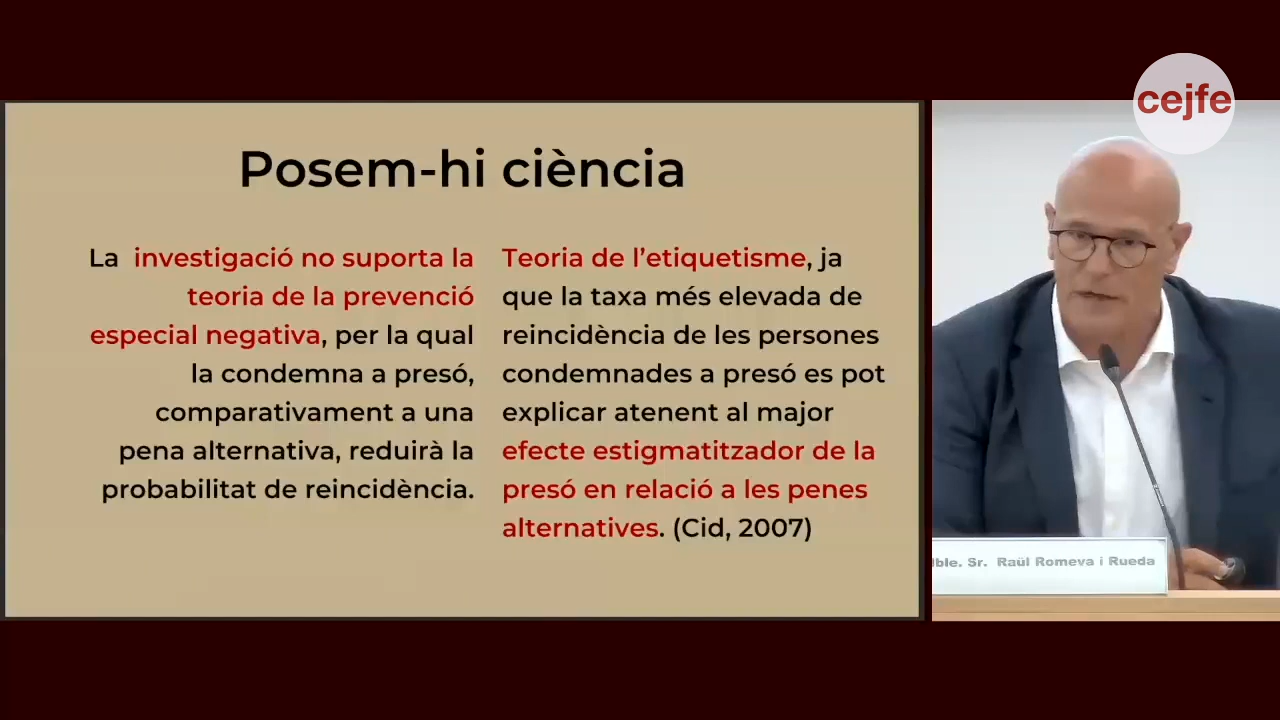 cejfe
Posem-hi ciència
La investigació no suporta la
teoria de la prevenció
especial negativa, per la qual
la condemna a presó,
comparativament a una
pena alternativa, reduirà la
probabilitat de reincidència.
Teoria de l’etiquetisme, ja
que la taxa més elevada de
reincidència de les persones
condemnades a presó es pot
explicar atenent al major
efecte estigmatitzador de la
presó en relació a les penes
alternatives. (Cid, 2007)
Sr. Raül Romeva i Rueda